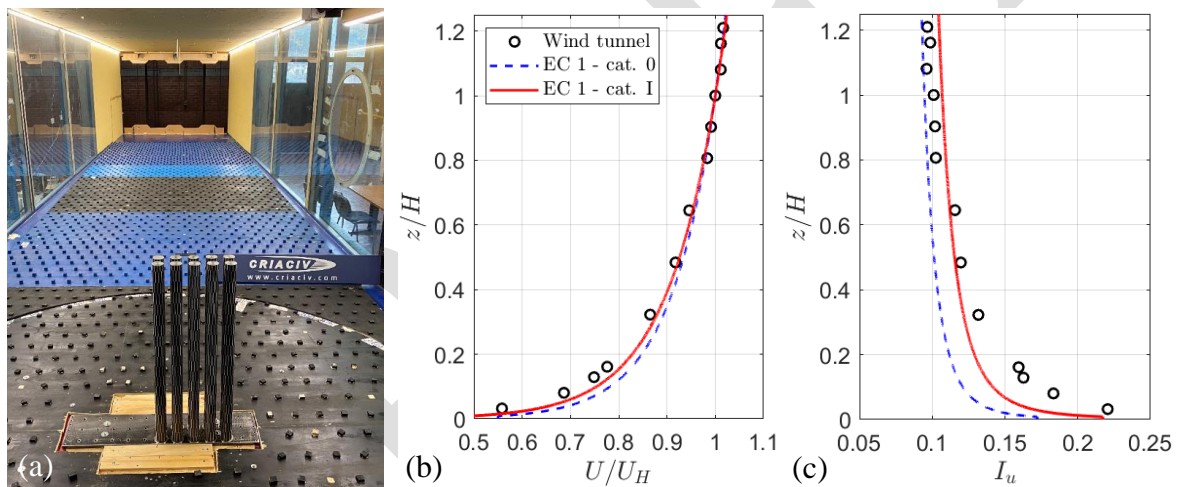 CRIACIV
www.criaciv.com
(a)
Wind tunnel
EC 1 - cat. 0
EC 1 - cat. I
1.2
1
0.8
0.6
0.4
0.2
0
z/H
0.5 0.6 0.7 0.8 0.9 1 1.1
(b) U/U_H
1.2
1
0.8
0.6
0.4
0.2
0
z/H
0.05 0.1 0.15 0.2 0.25
(c) I_u